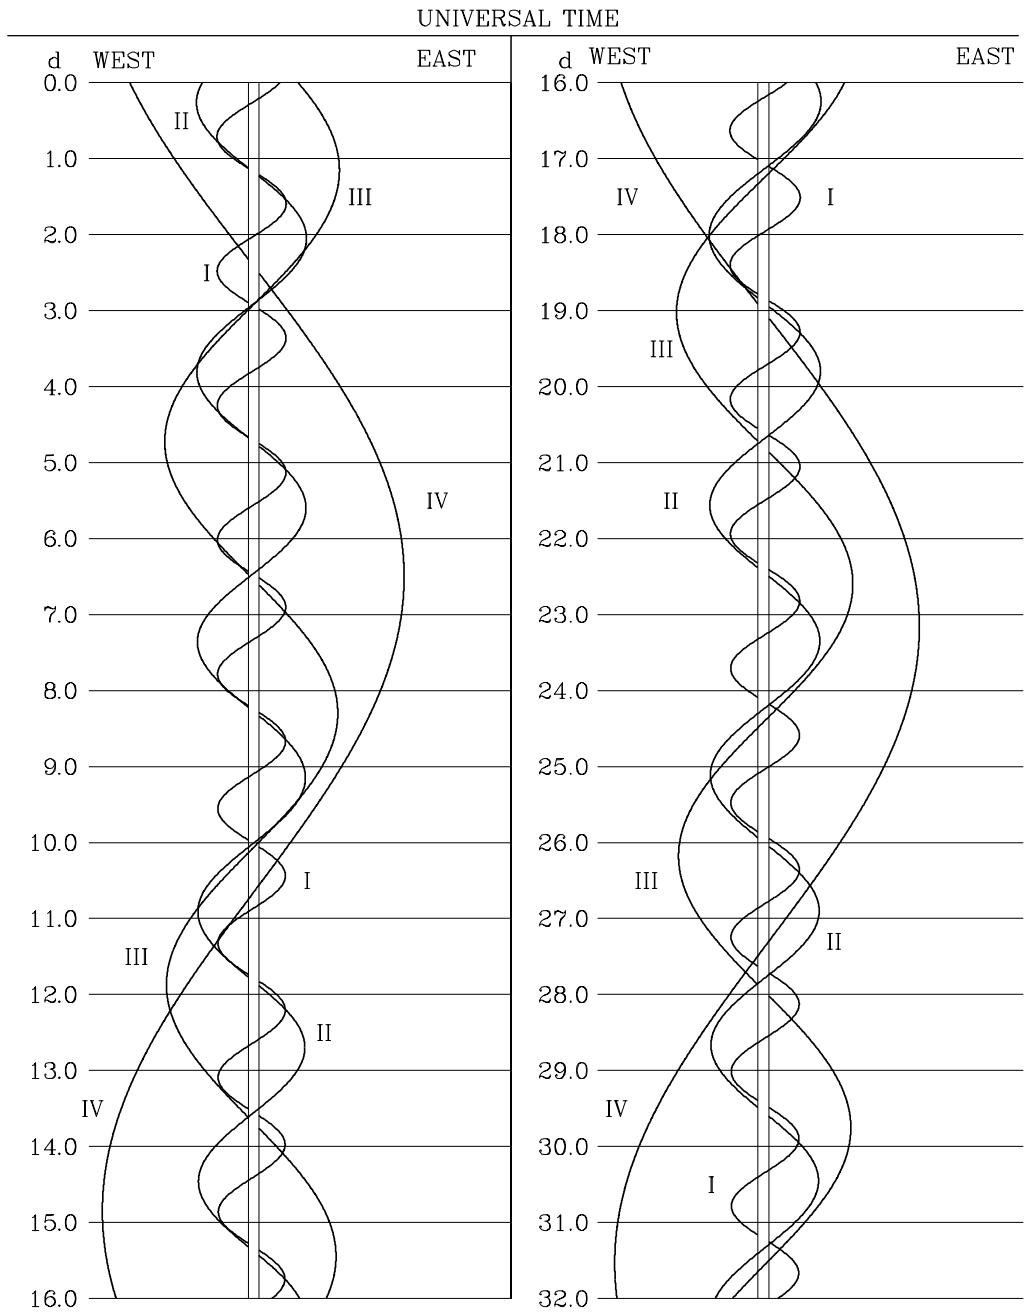 UNIVERSAL TIME
d WEST EAST
0.0
II
1.0
III
2.0
I
3.0
4.0
5.0
IV
6.0
7.0
8.0
9.0
10.0
I
11.0
III
12.0
II
13.0
IV
14.0
15.0
16.0
d WEST EAST
16.0
17.0
IV I
18.0
19.0
III
20.0
21.0
II
22.0
23.0
24.0
25.0
26.0
III
27.0
II
28.0
29.0
IV
30.0
I
31.0
32.0